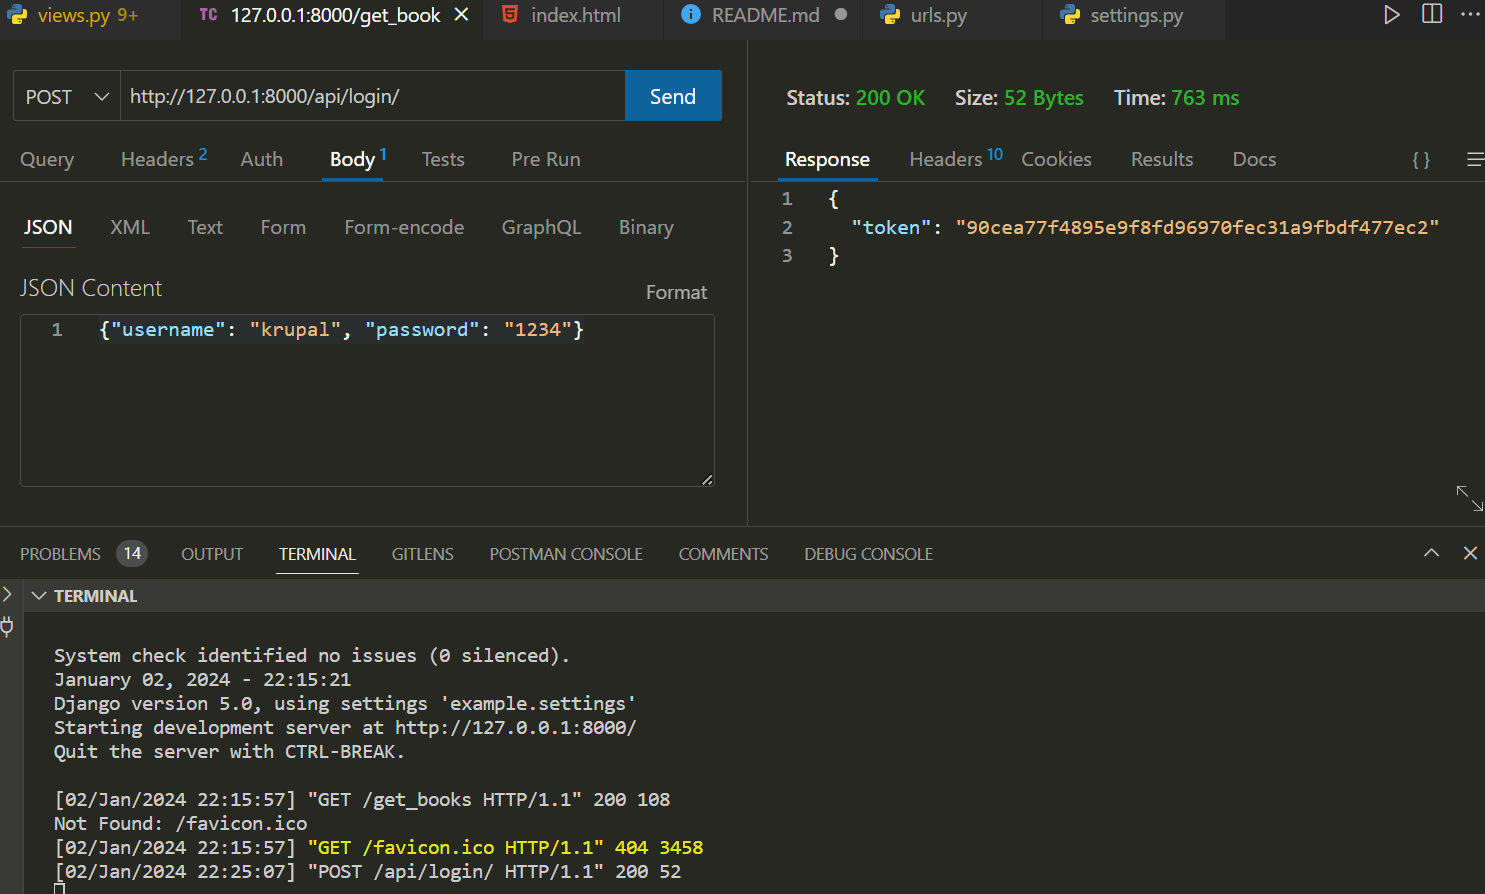 views.py 9+ TC 127.0.0.1:8000/get_book index.html README.md urls.py settings.py
POST http://127.0.0.1:8000/api/login/ Send
Status: 200 OK Size: 52 Bytes Time: 763 ms
Query Headers 2 Auth Body 1 Tests Pre Run
Response Headers 10 Cookies Results Docs { }
JSON XML Text Form Form-encode GraphQL Binary
JSON Content Format
1 {"username": "krupal", "password": "1234"}
1 {
2 "token": "90cea77f4895e9f8fd96970fec31a9fbdf477ec2"
3 }
PROBLEMS 14 OUTPUT TERMINAL GITLENS POSTMAN CONSOLE COMMENTS DEBUG CONSOLE
TERMINAL
System check identified no issues (0 silenced).
January 02, 2024 - 22:15:21
Django version 5.0, using settings 'example.settings'
Starting development server at http://127.0.0.1:8000/
Quit the server with CTRL-BREAK.
[02/Jan/2024 22:15:57] "GET /get_books HTTP/1.1" 200 108
Not Found: /favicon.ico
[02/Jan/2024 22:15:57] "GET /favicon.ico HTTP/1.1" 404 3458
[02/Jan/2024 22:25:07] "POST /api/login/ HTTP/1.1" 200 52